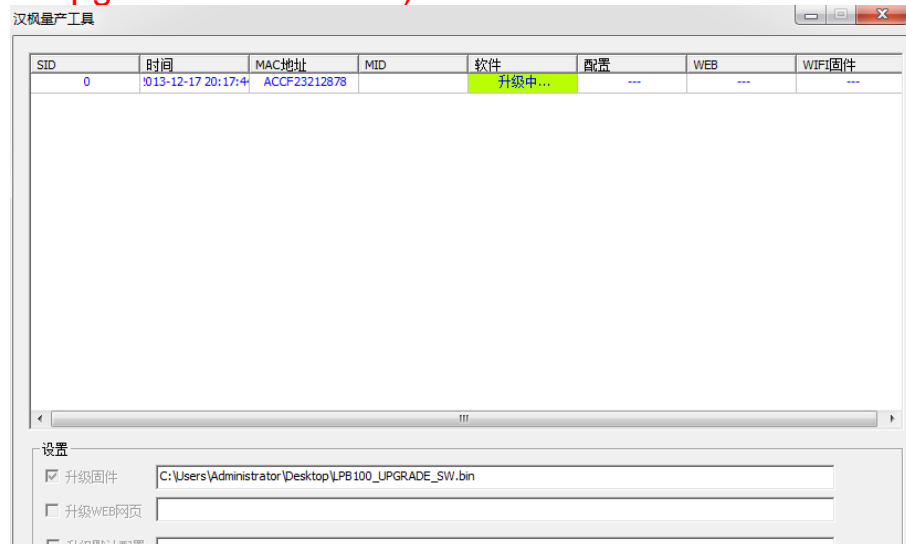 汉枫量产工具
SID 时间 MAC地址 MID 软件 配置 WEB WIFI固件
0 013-12-17 20:17:4 ACCF23212878 升级中... --- --- ---
设置
升级固件 C:\Users\Administrator\Desktop\LPB100_UPGRADE_SW.bin
升级WEB网页